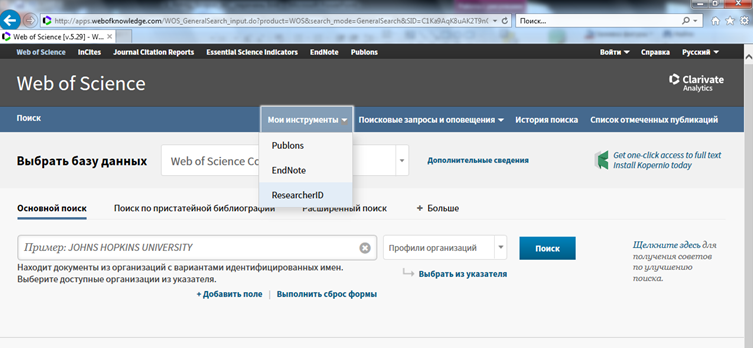 http://apps.webofknowledge.com/WOS_GeneralSearch_input.do?product=WOS&search_mode=GeneralSearch&SID=C1Ka9AqK8uAK2T9n
Поиск...
Web of Science [v.5.29] - W...
Web of Science InCites Journal Citation Reports Essential Science Indicators EndNote Publons Войти Справка Русский
Web of Science
Clarivate
Analytics
Поиск Мои инструменты Поисковые запросы и оповещения История поиска Список отмеченных публикаций
Publons
EndNote
ResearcherID
Выбрать базу данных Web of Science Co Дополнительные сведения
Get one-click access to full text
Install Kopernio today
Основной поиск Поиск по пристатейной библиографии Расширенный поиск + Больше
Пример: JOHNS HOPKINS UNIVERSITY Профили организаций Поиск
Щелкните здесь для
получения советов
по улучшению
поиска.
Находит документы из организаций с вариантами идентифицированных имен.
Выберите доступные организации из указателя.
Выбрать из указателя
+ Добавить поле | Выполнить сброс формы